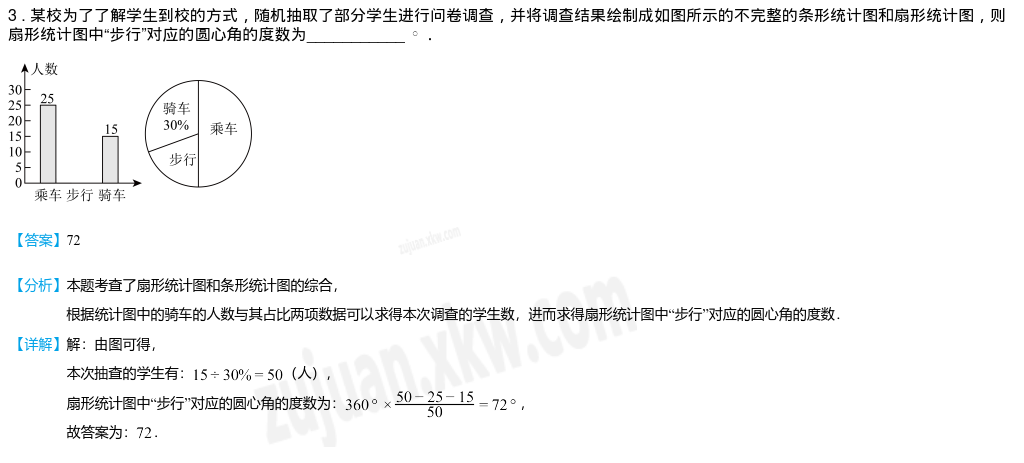 3．某校为了了解学生到校的方式，随机抽取了部分学生进行问卷调查，并将调查结果绘制成如图所示的不完整的条形统计图和扇形统计图，则
扇形统计图中“步行”对应的圆心角的度数为____________°．
人数
30
25
20
15
10
5
0
25
15
乘车 步行 骑车
骑车
30%
乘车
步行
【答案】72
zujuan.xkw.com
【分析】本题考查了扇形统计图和条形统计图的综合，
根据统计图中的骑车的人数与其占比两项数据可以求得本次调查的学生数，进而求得扇形统计图中“步行”对应的圆心角的度数．
【详解】解：由图可得，
本次抽查的学生有：15÷30%=50（人），
扇形统计图中“步行”对应的圆心角的度数为：360°×(50−25−15)/50=72°，
故答案为：72．
zujuan.xkw.com